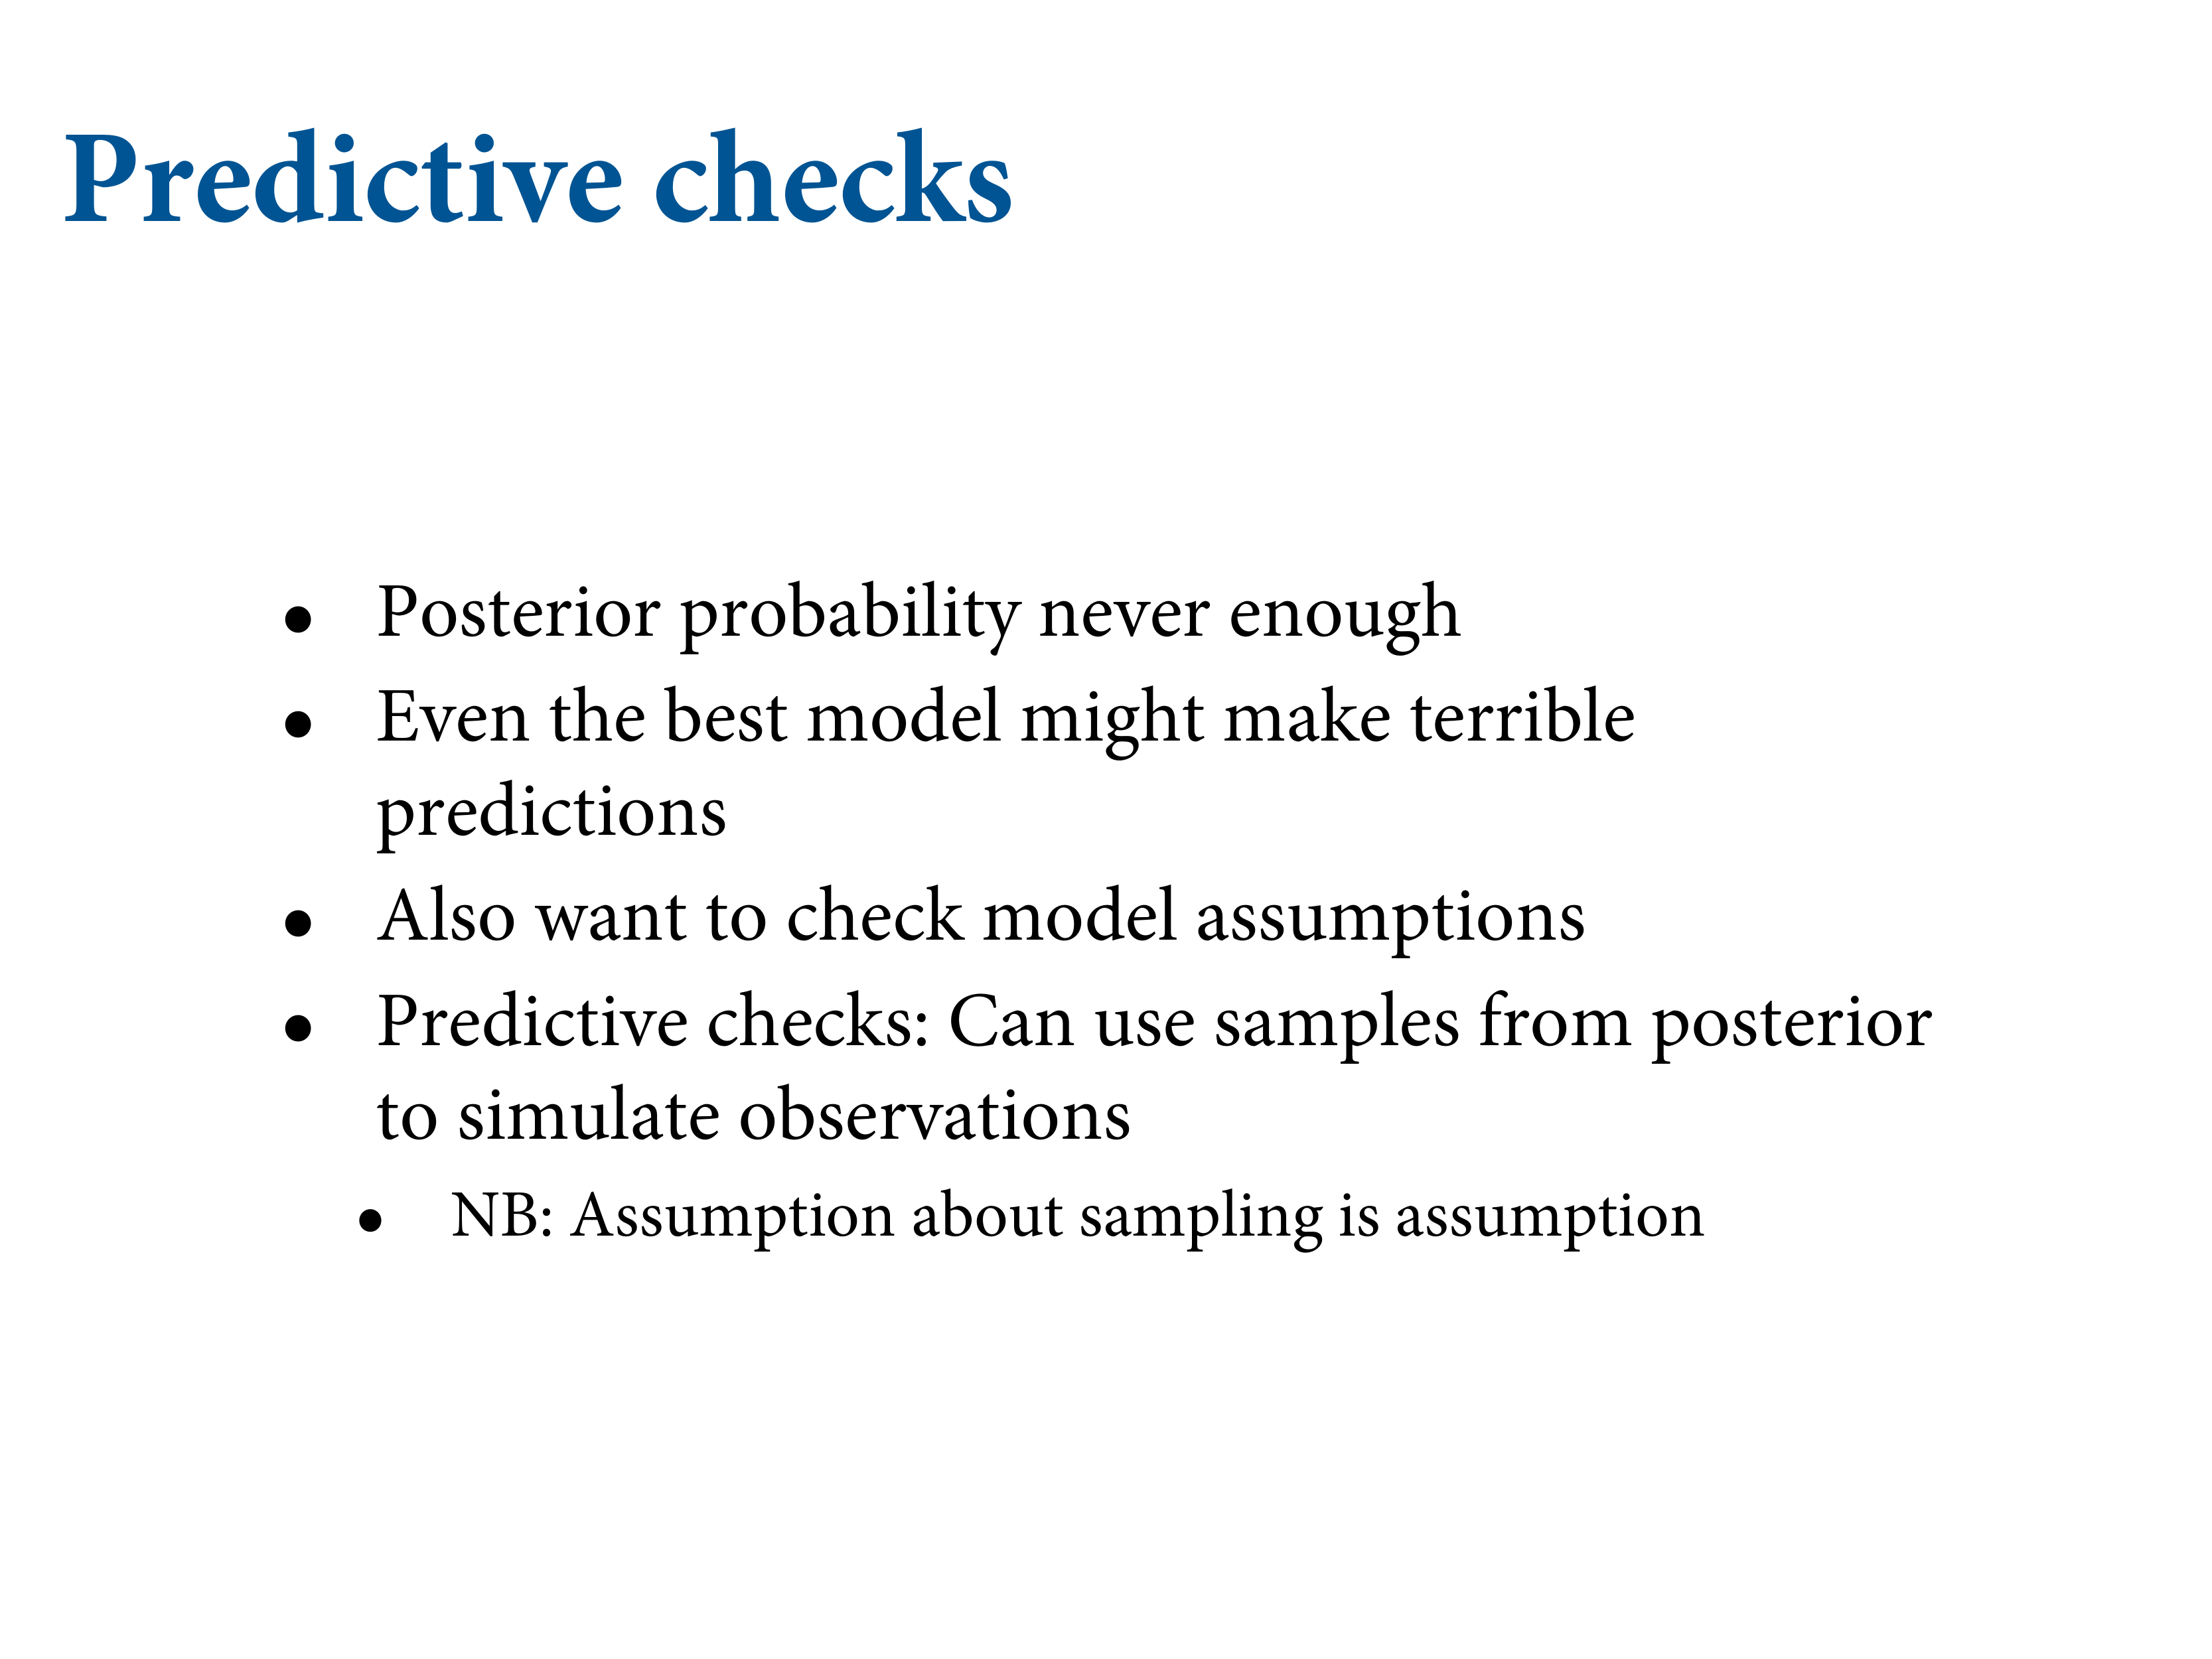 Predictive checks
• Posterior probability never enough
• Even the best model might make terrible
predictions
• Also want to check model assumptions
• Predictive checks: Can use samples from posterior
to simulate observations
• NB: Assumption about sampling is assumption